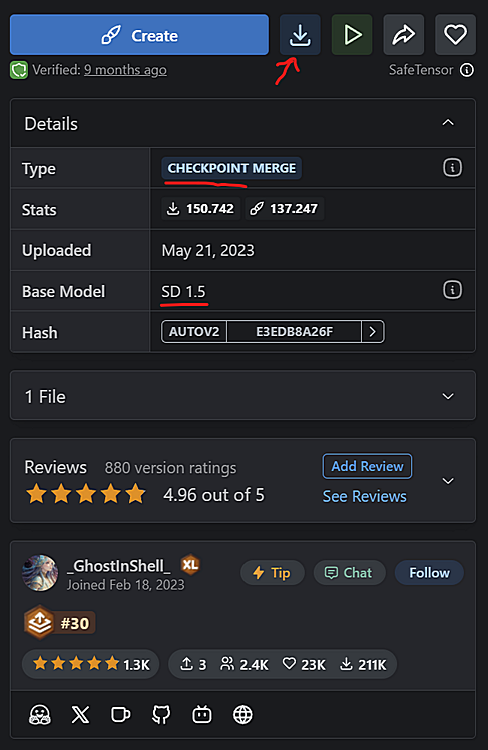 Create
Verified: 9 months ago
SafeTensor
Details
Type CHECKPOINT MERGE
Stats 150.742 137.247
Uploaded May 21, 2023
Base Model SD 1.5
Hash AUTOV2 E3EDB8A26F
1 File
Reviews 880 version ratings
Add Review
4.96 out of 5
See Reviews
_GhostInShell_ XL
Joined Feb 18, 2023
Tip
Chat
Follow
#30
1.3K 3 2.4K 23K 211K